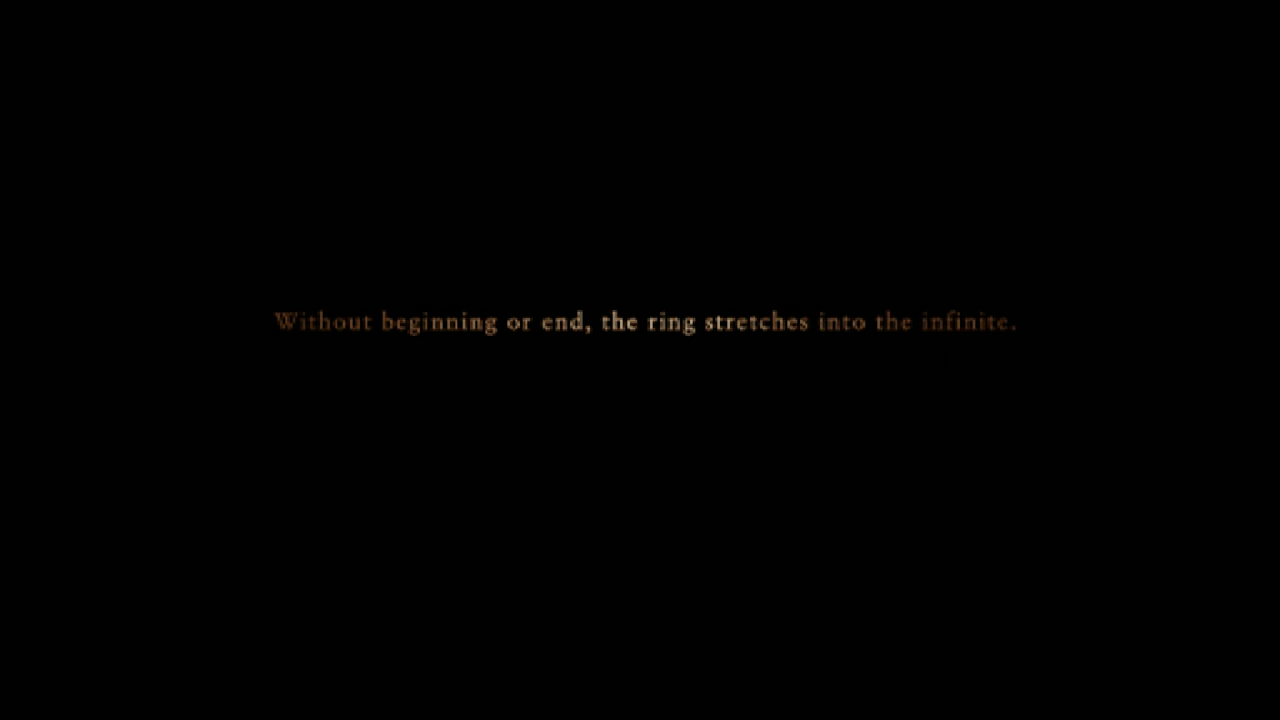 Without beginning or end, the ring stretches into the infinite.